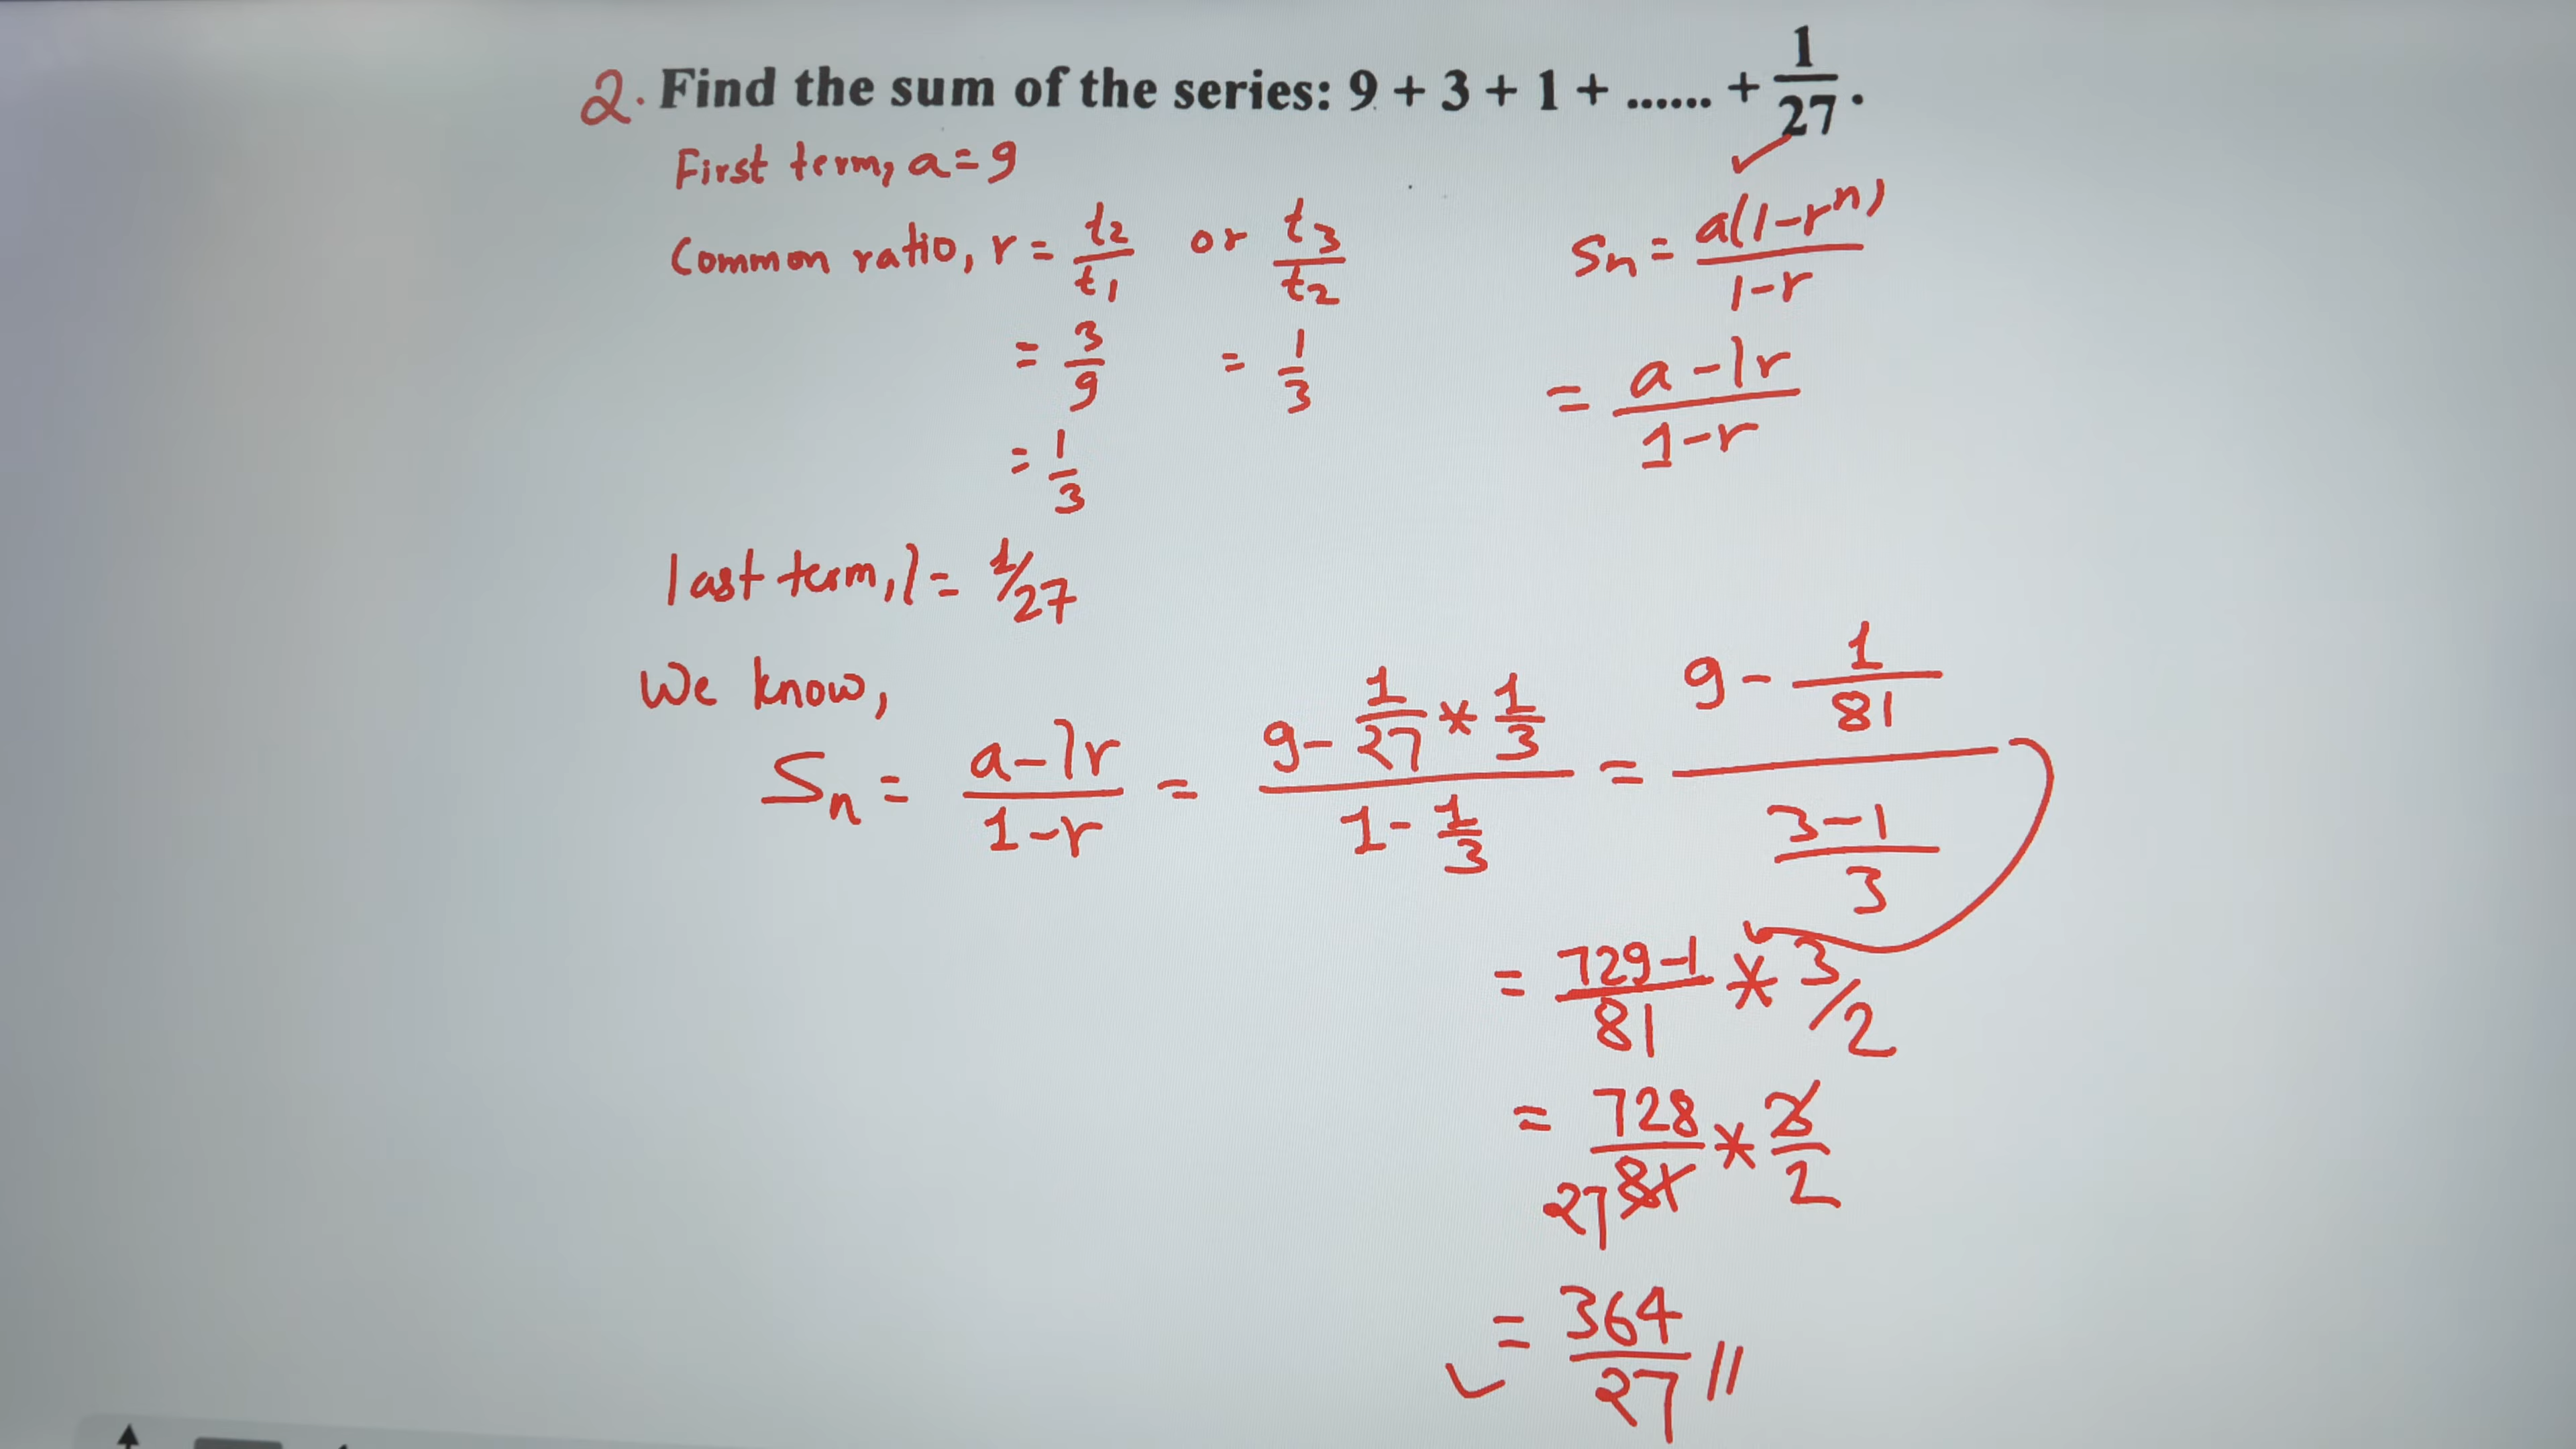 2. Find the sum of the series: 9 + 3 + 1 + ...... + 1/27.
First term, a = 9
Common ratio, r = t2/t1 or t3/t2
= 3/9 = 1/3
= 1/3
Sn = a(1-r^n)/1-r
= a-lr/1-r
last term, l = 1/27
We know,
Sn = a-lr/1-r = 9 - 1/27 * 1/3 / 1 - 1/3 = 9 - 1/81 / 3-1/3
= 729-1/81 * 3/2
= 728/81 * 3/2
27
= 364/27 //